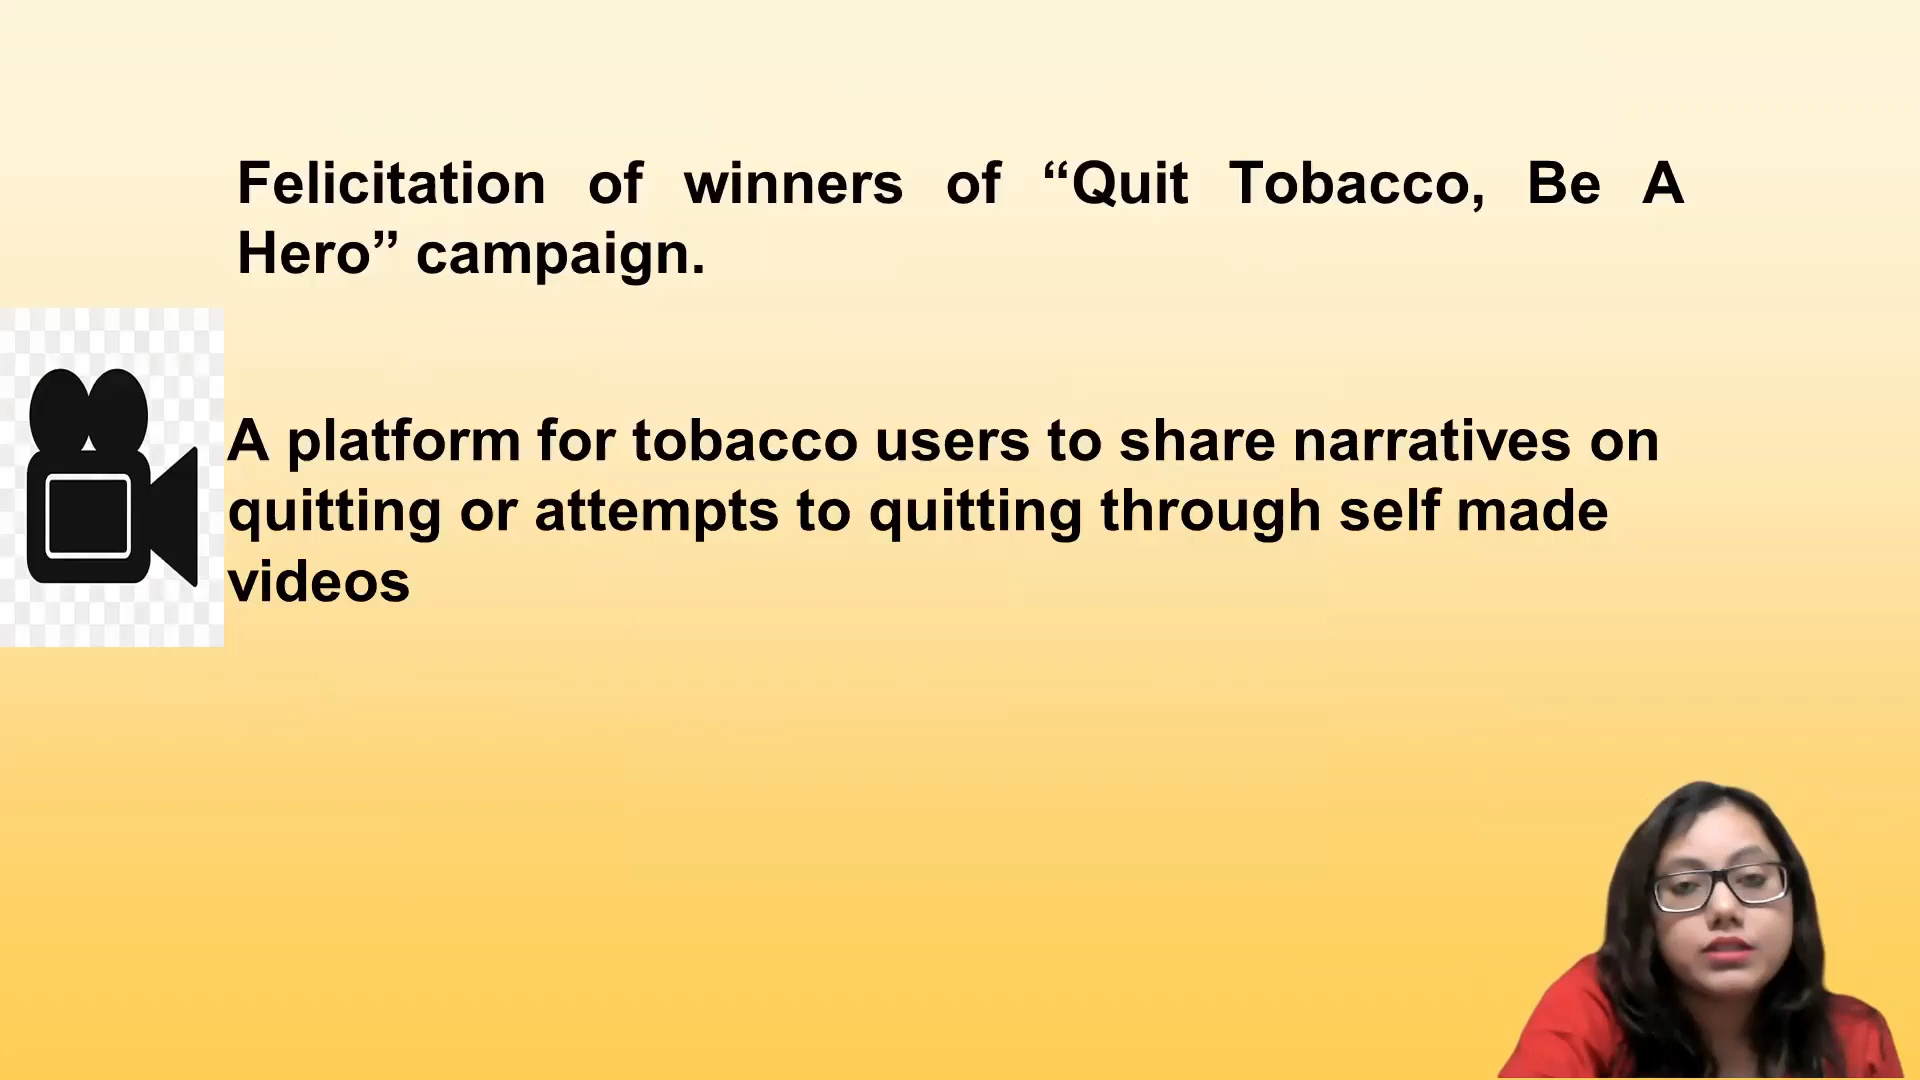 Felicitation of winners of “Quit Tobacco, Be A
Hero” campaign.
A platform for tobacco users to share narratives on
quitting or attempts to quitting through self made
videos